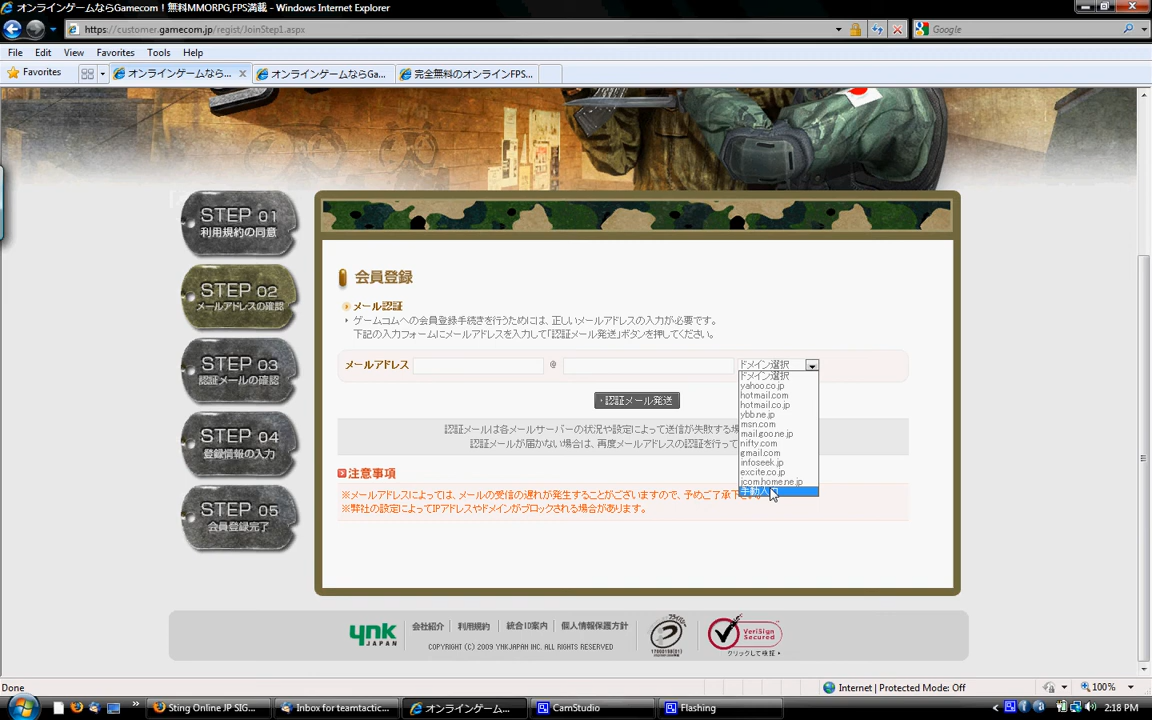 オンラインゲームならGamecom！無料MMORPG,FPS満載 - Windows Internet Explorer
https://customer.gamecom.jp/regist/JoinStep1.aspx
Google
File Edit View Favorites Tools Help
Favorites
オンラインゲームなら...
オンラインゲームならGa...
完全無料のオンラインFPS...
STEP 01
利用規約の同意
STEP 02
メールアドレスの確認
STEP 03
認証メールの確認
STEP 04
登録情報の入力
STEP 05
会員登録完了
会員登録
メール認証
ゲームコムへの会員登録手続きを行うためには、正しいメールアドレスの入力が必要です。
下記の入力フォームにメールアドレスを入力して「認証メール発送」ボタンを押してください。
メールアドレス @ ドメイン選択
ドメイン選択
yahoo.co.jp
hotmail.com
hotmail.co.jp
ybb.ne.jp
msn.com
mail.goo.ne.jp
nifty.com
gmail.com
infoseek.jp
excite.co.jp
jcom.home.ne.jp
手動入
認証メール発送
認証メールは各メールサーバーの状況や設定によって送信が失敗する場
認証メールが届かない場合は、再度メールアドレスの認証を行って
注意事項
※メールアドレスによっては、メールの受信の遅れが発生することがございますので、予めご了承下さい。
※弊社の設定によってIPアドレスやドメインがブロックされる場合があります。
ynk JAPAN
会社紹介 利用規約 統合ID案内 個人情報保護方針
COPYRIGHT (C) 2009 YNKJAPAN INC. ALL RIGHTS RESERVED
VeriSign Secured
クリックして検証
Done
Internet | Protected Mode: Off
100%
Sting Online JP SIG...
Inbox for teamtactic...
オンラインゲーム...
CamStudio
Flashing
2:18 PM